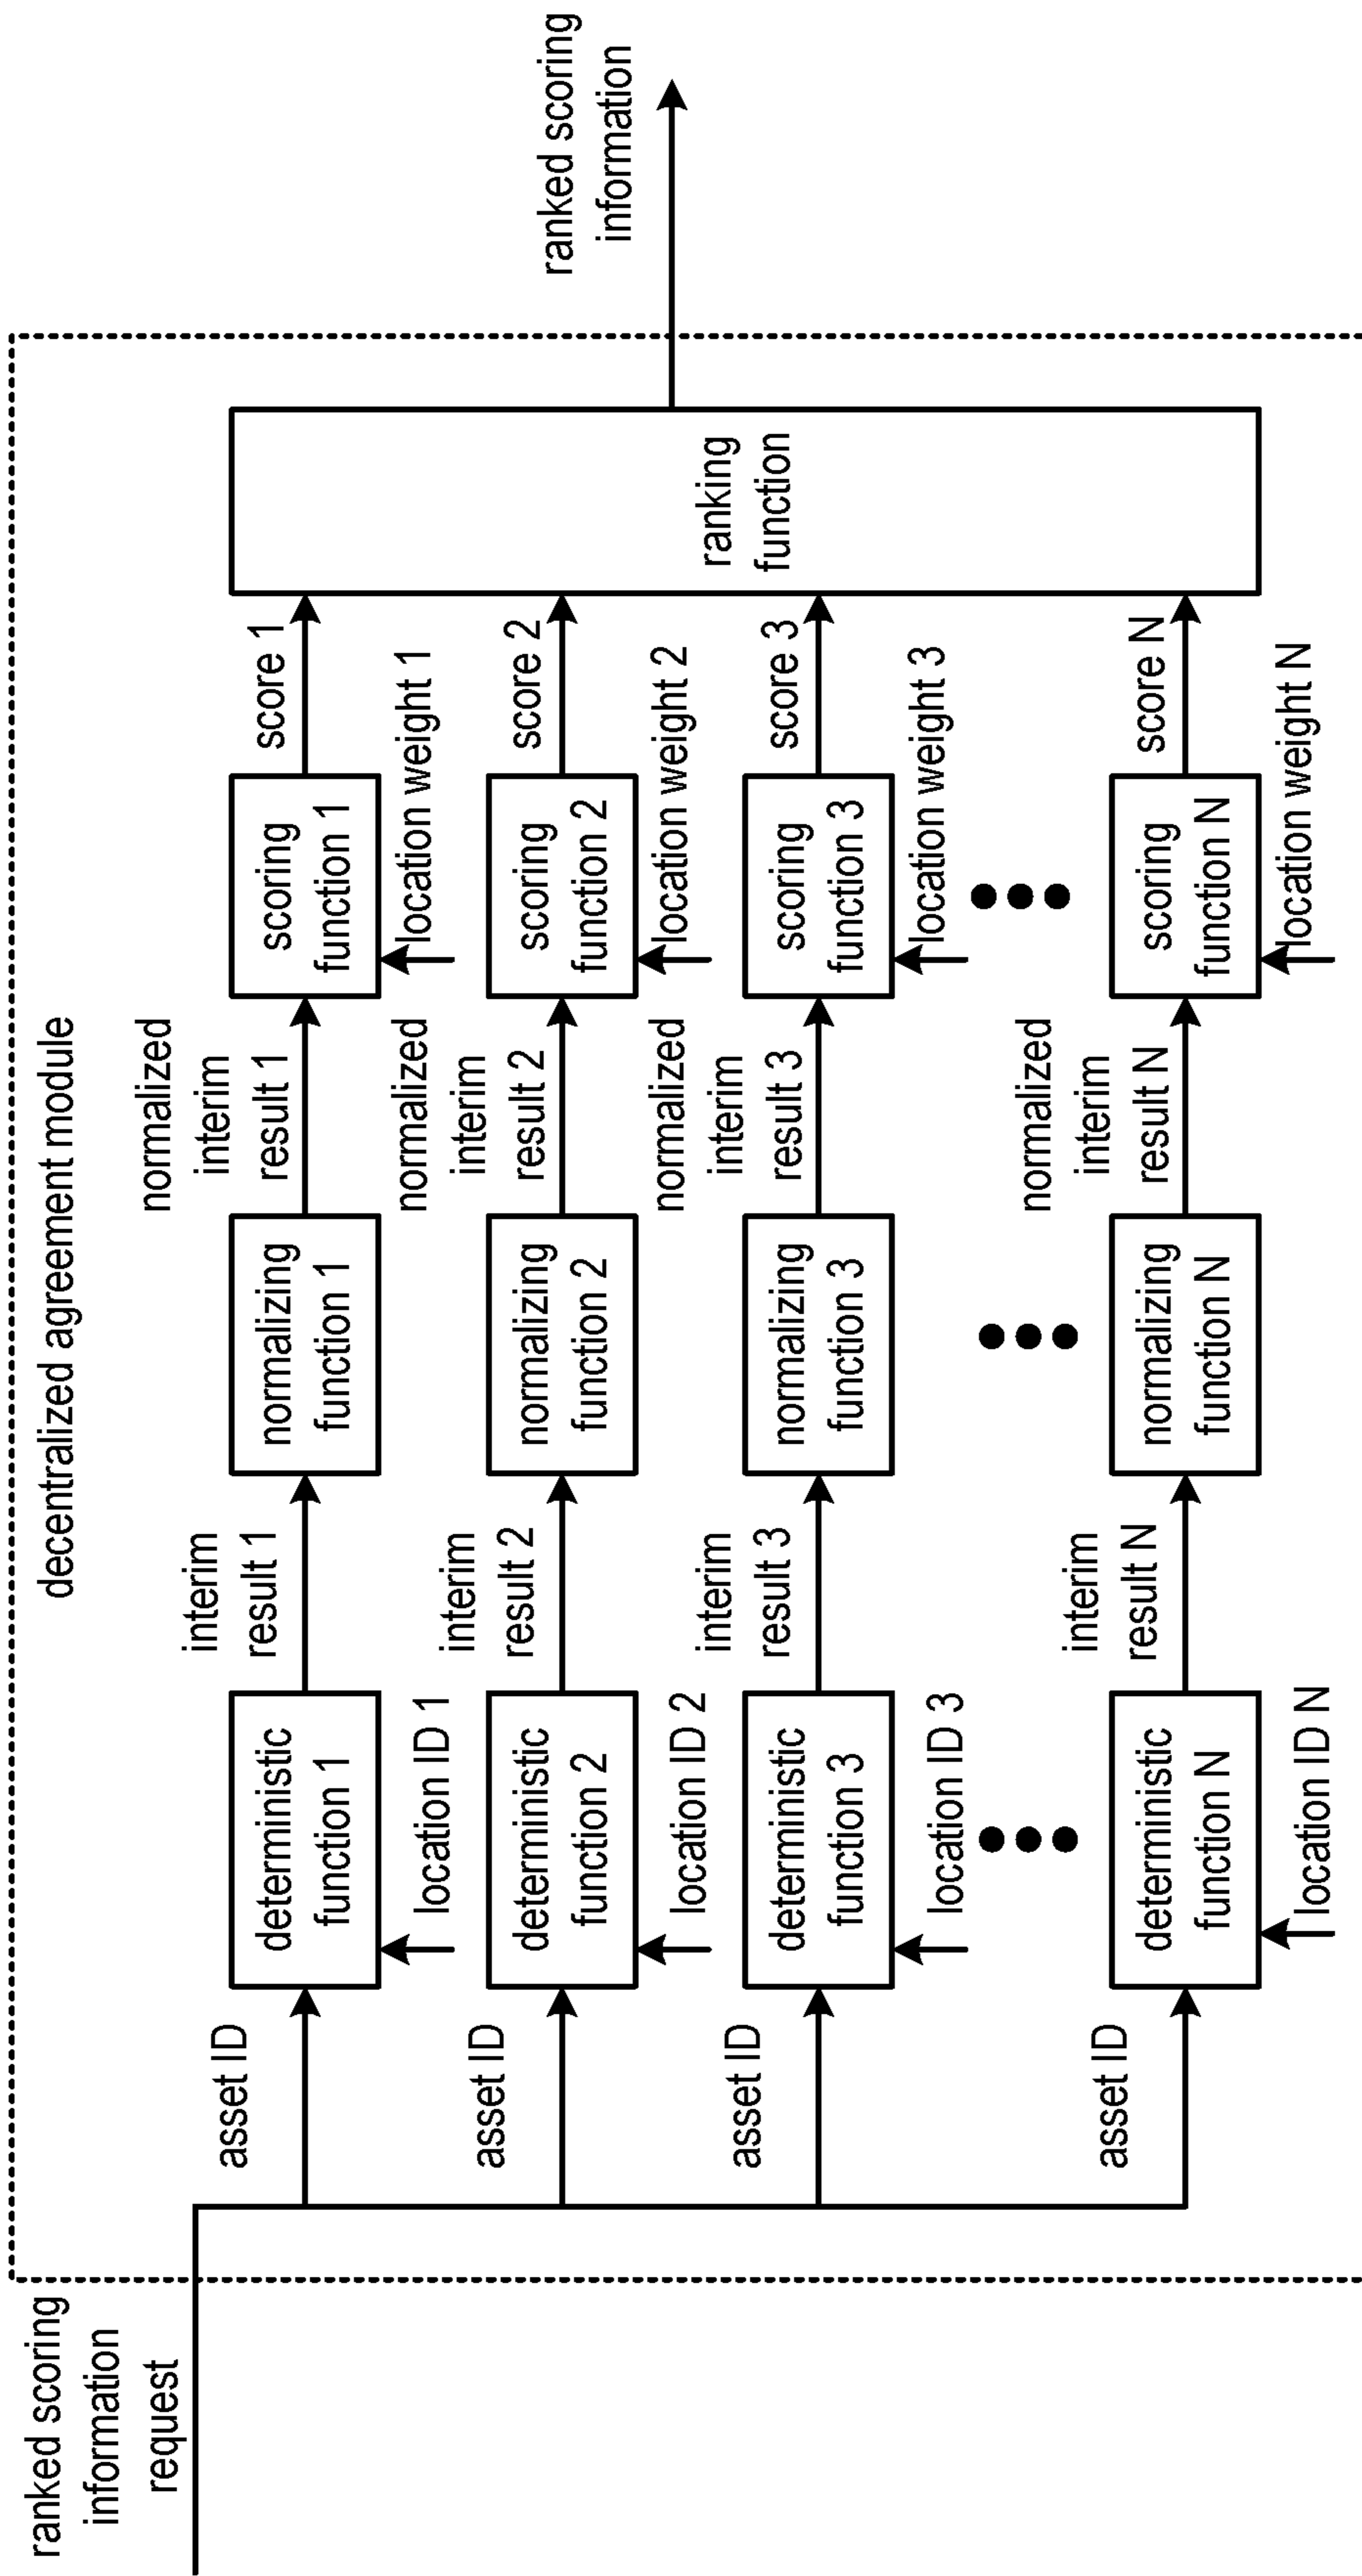 decentralized agreement module
ranked scoring
information
request
asset ID
deterministic
function 1
location ID 1
interim
result 1
normalizing
function 1
normalized
interim
result 1
scoring
function 1
location weight 1
score 1
asset ID
deterministic
function 2
location ID 2
interim
result 2
normalizing
function 2
normalized
interim
result 2
scoring
function 2
location weight 2
score 2
asset ID
deterministic
function 3
location ID 3
interim
result 3
normalizing
function 3
normalized
interim
result 3
scoring
function 3
location weight 3
score 3
asset ID
deterministic
function N
location ID N
interim
result N
normalizing
function N
normalized
interim
result N
scoring
function N
location weight N
score N
ranking
function
ranked scoring
information